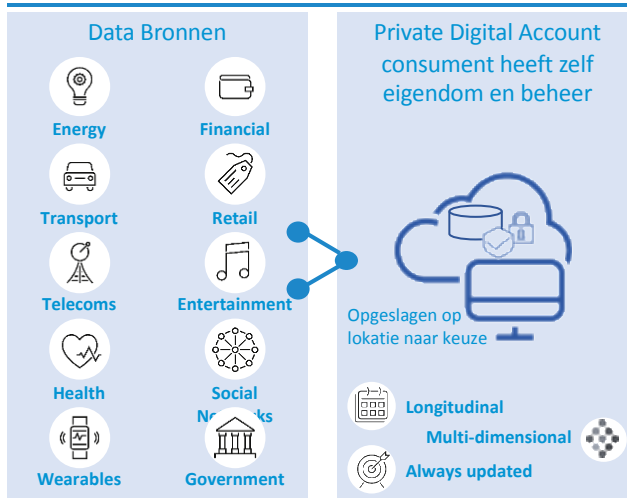 Data Bronnen
Energy
Financial
Transport
Retail
Telecoms
Entertainment
Health
Social
Wearables
Government
Private Digital Account
consument heeft zelf
eigendom en beheer
Opgeslagen op
lokatie naar keuze
Longitudinal
Multi-dimensional
Always updated